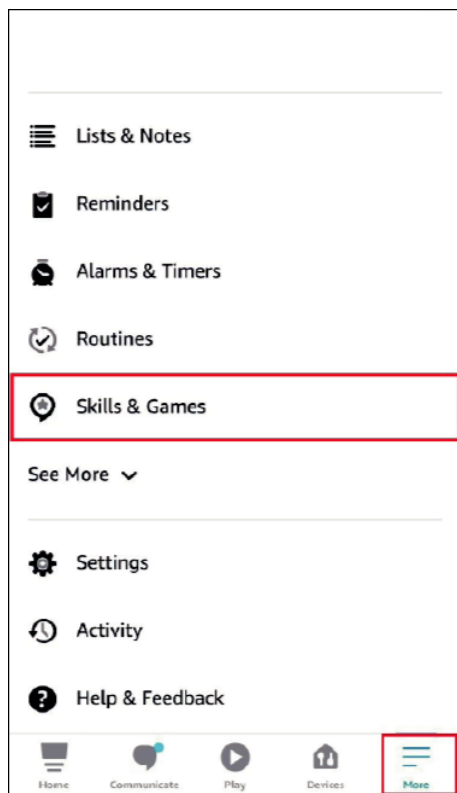 Lists & Notes
Reminders
Alarms & Timers
Routines
Skills & Games
See More
Settings
Activity
Help & Feedback
Home Communicate Play Devices More